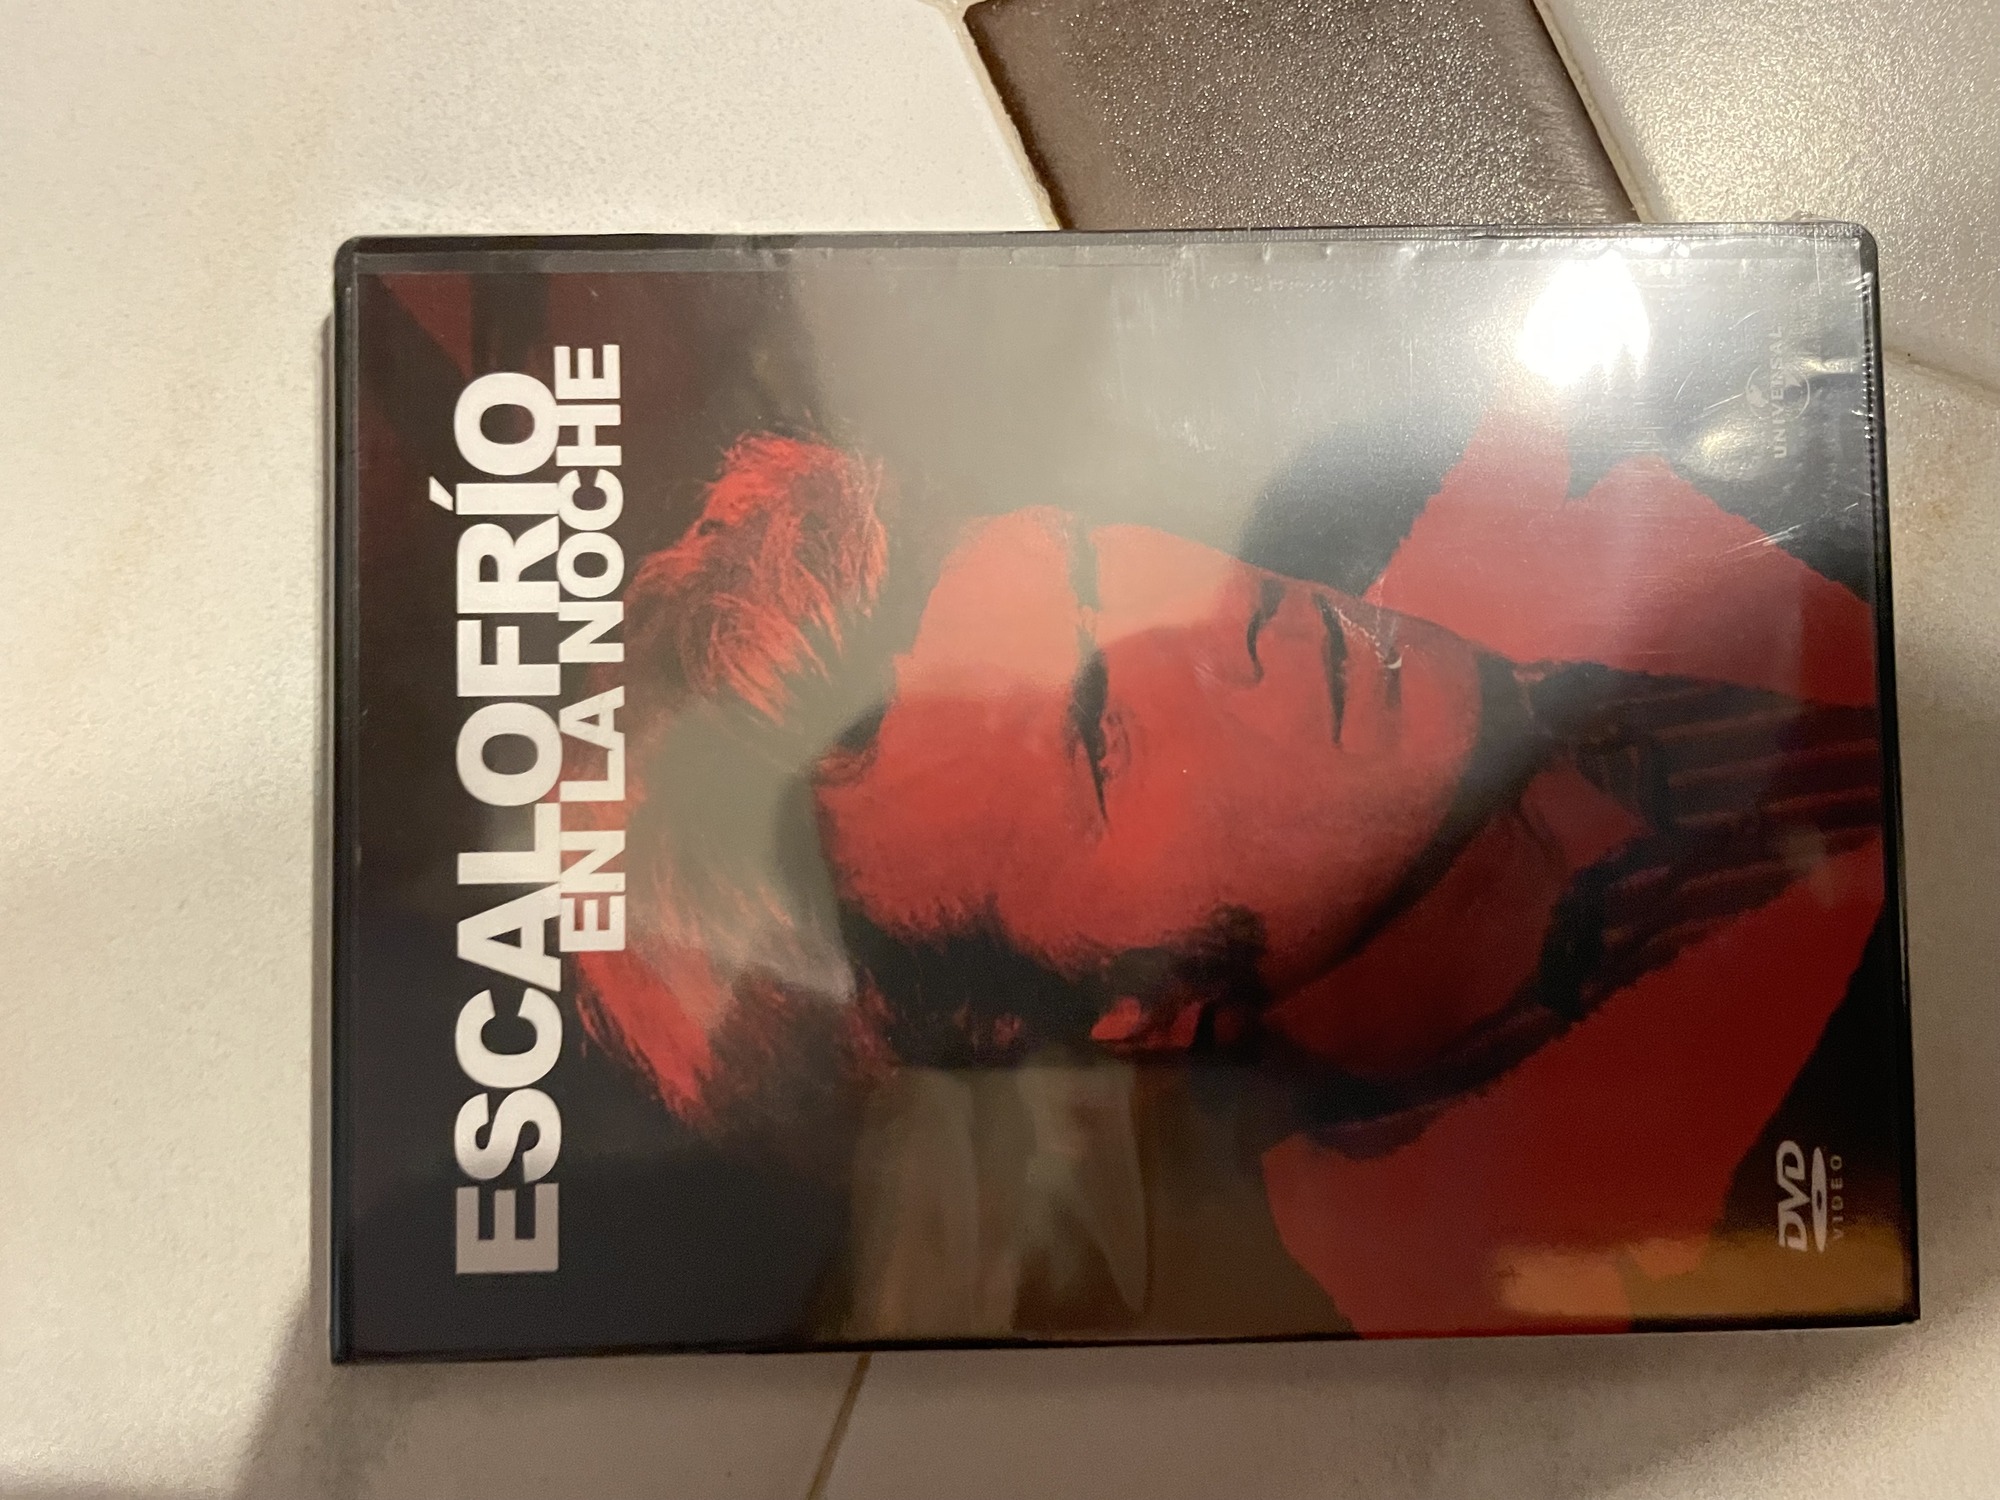 ESCALOFRÍO
EN LA NOCHE
DVD
VIDEO
UNIVERSAL